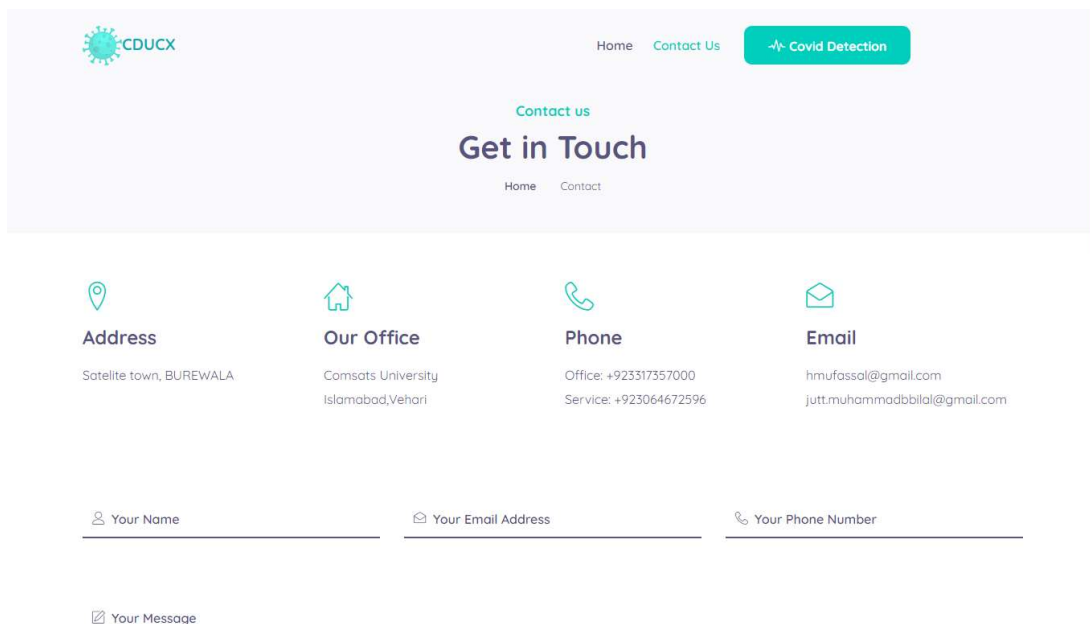 CDUCX
Home Contact Us Covid Detection
Contact us
Get in Touch
Home Contact
Address
Satelite town, BUREWALA
Our Office
Comsats University
Islamabad,Vehari
Phone
Office: +923317357000
Service: +923064672596
Email
hmufassal@gmail.com
jutt.muhammadbbilal@gmail.com
Your Name
Your Email Address
Your Phone Number
Your Message